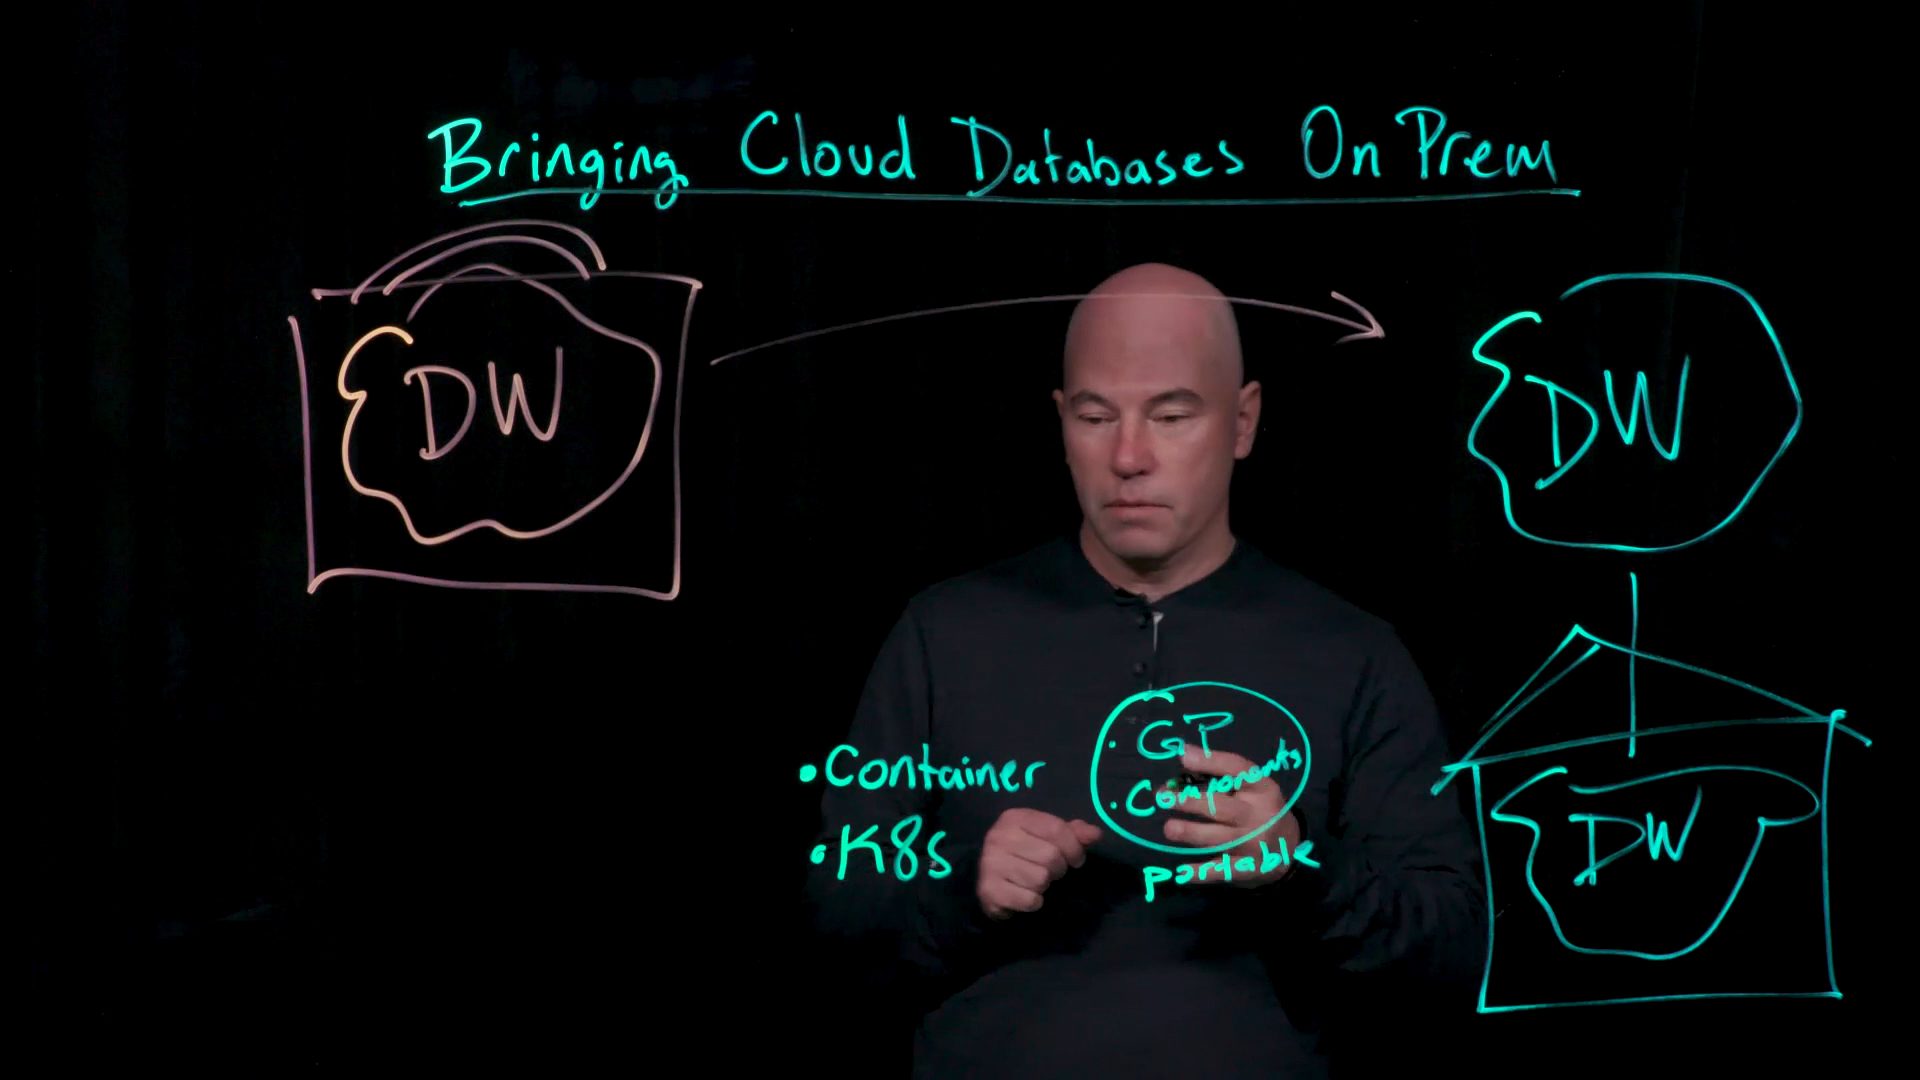 Bringing Cloud Databases On Prem
DW
DW
• GP
• Components
portable
• Container
• K8s
DW